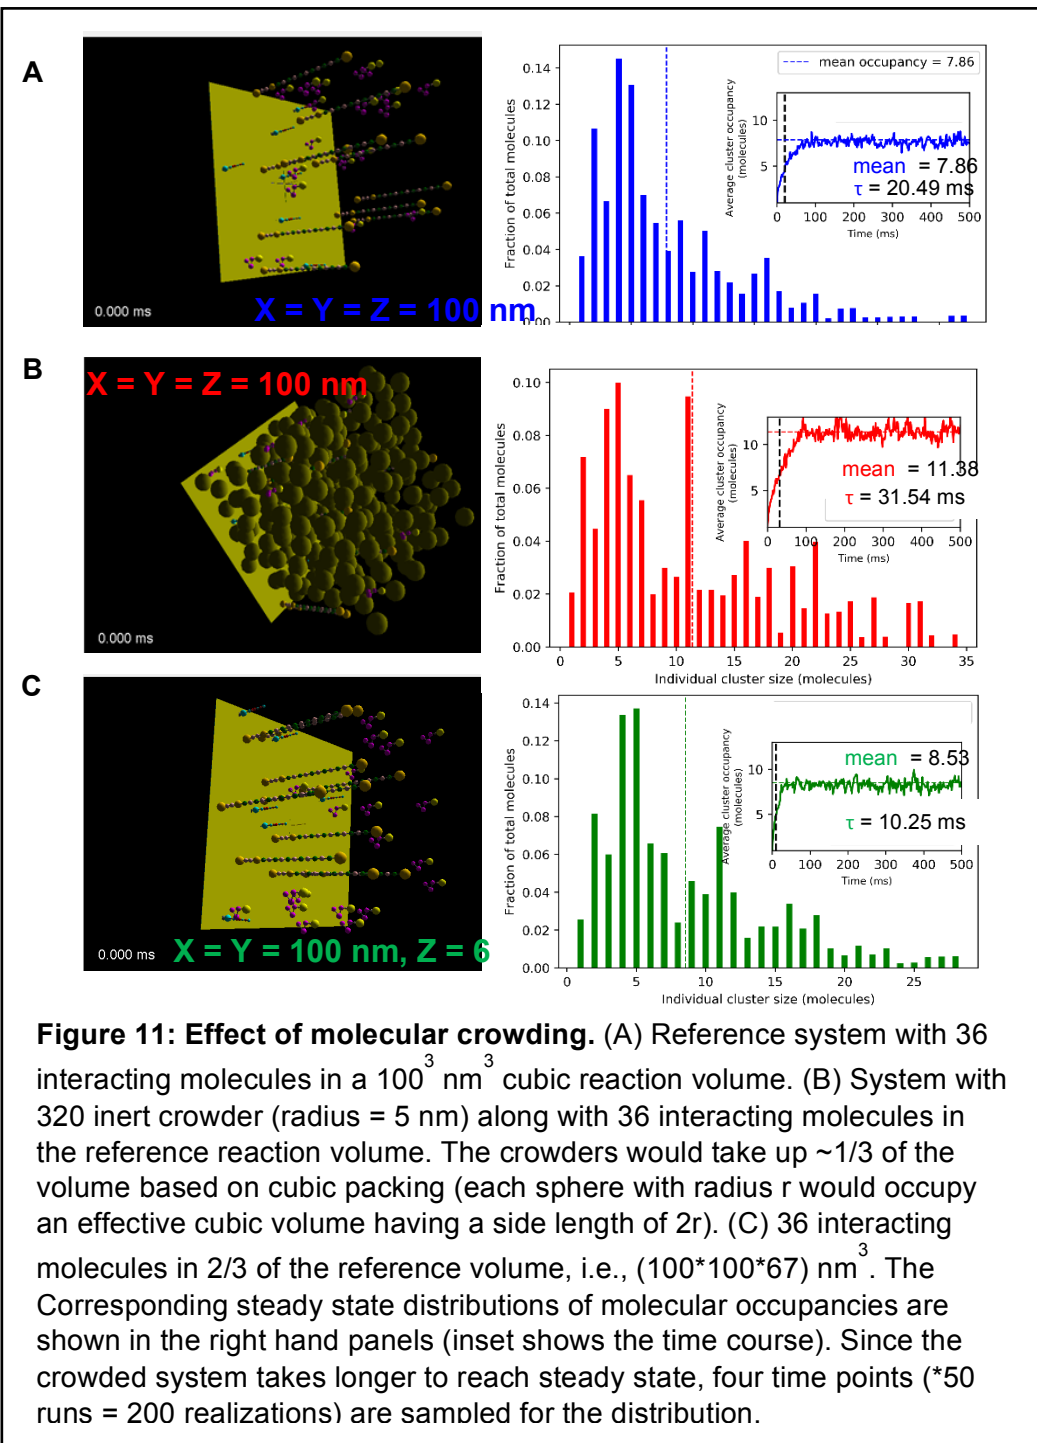 A
0.000 ms
X = Y = Z = 100 nm
Fraction of total molecules
0.14
0.12
0.10
0.08
0.06
0.04
0.02
0.00
mean occupancy = 7.86
Average cluster occupancy
(molecules)
10
5
mean = 7.86
τ = 20.49 ms
0 100 200 300 400 500
Time (ms)
B
X = Y = Z = 100 nm
0.000 ms
Fraction of total molecules
0.10
0.08
0.06
0.04
0.02
0.00
Average cluster occupancy
(molecules)
10
5
mean = 11.38
τ = 31.54 ms
0 100 200 300 400 500
Time (ms)
0 5 10 15 20 25 30 35
Individual cluster size (molecules)
C
0.000 ms
X = Y = 100 nm, Z = 6
Fraction of total molecules
0.14
0.12
0.10
0.08
0.06
0.04
0.02
0.00
Average cluster occupancy
(molecules)
10
5
mean = 8.53
τ = 10.25 ms
0 100 200 300 400 500
Time (ms)
0 5 10 15 20 25
Individual cluster size (molecules)
Figure 11: Effect of molecular crowding. (A) Reference system with 36
interacting molecules in a 100³ nm³ cubic reaction volume. (B) System with
320 inert crowder (radius = 5 nm) along with 36 interacting molecules in
the reference reaction volume. The crowders would take up ~1/3 of the
volume based on cubic packing (each sphere with radius r would occupy
an effective cubic volume having a side length of 2r). (C) 36 interacting
molecules in 2/3 of the reference volume, i.e., (100*100*67) nm³. The
Corresponding steady state distributions of molecular occupancies are
shown in the right hand panels (inset shows the time course). Since the
crowded system takes longer to reach steady state, four time points (*50
runs = 200 realizations) are sampled for the distribution.